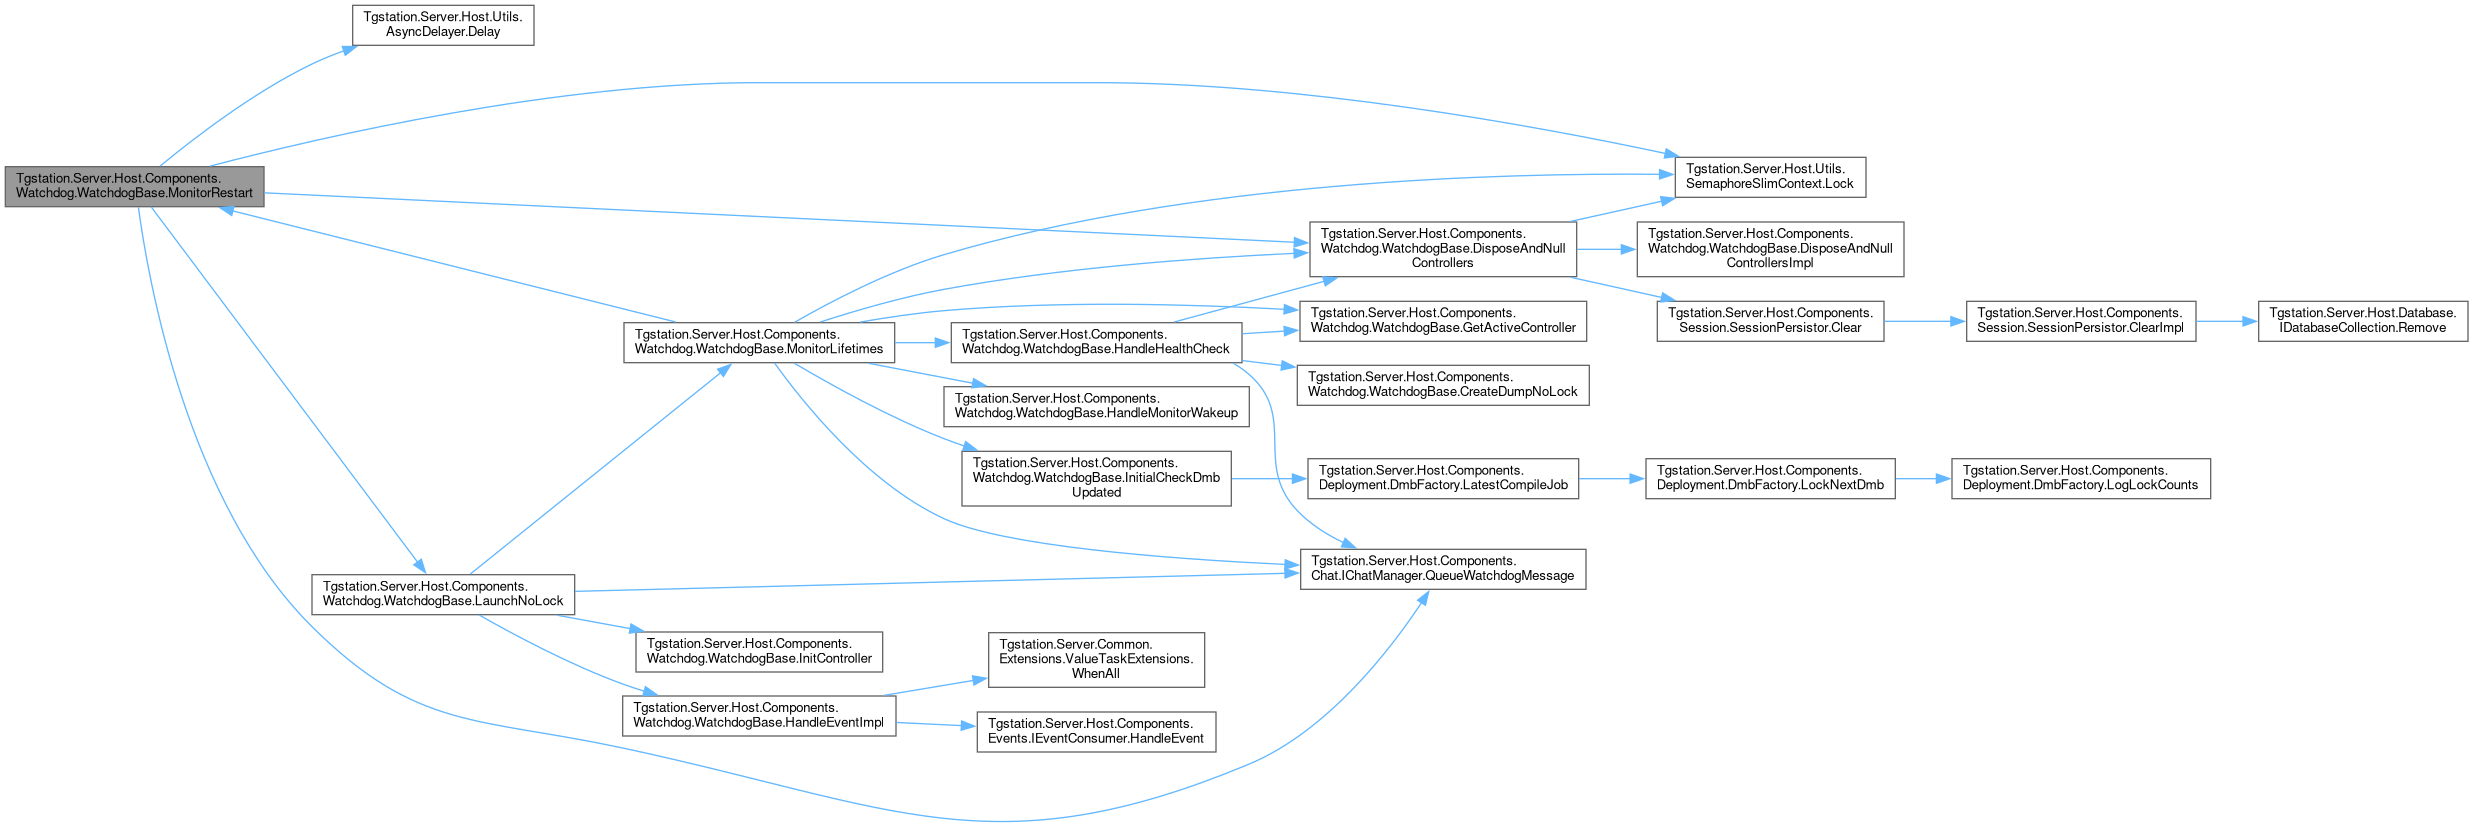 Tgstation.Server.Host.Utils.
AsyncDelayer.Delay
Tgstation.Server.Host.Components.
Watchdog.WatchdogBase.MonitorRestart
Tgstation.Server.Host.Utils.
SemaphoreSlimContext.Lock
Tgstation.Server.Host.Components.
Watchdog.WatchdogBase.DisposeAndNull
Controllers
Tgstation.Server.Host.Components.
Watchdog.WatchdogBase.DisposeAndNull
ControllersImpl
Tgstation.Server.Host.Components.
Watchdog.WatchdogBase.GetActiveController
Tgstation.Server.Host.Components.
Session.SessionPersistor.Clear
Tgstation.Server.Host.Components.
Session.SessionPersistor.ClearImpl
Tgstation.Server.Host.Database.
IDatabaseCollection.Remove
Tgstation.Server.Host.Components.
Watchdog.WatchdogBase.MonitorLifetimes
Tgstation.Server.Host.Components.
Watchdog.WatchdogBase.HandleHealthCheck
Tgstation.Server.Host.Components.
Watchdog.WatchdogBase.CreateDumpNoLock
Tgstation.Server.Host.Components.
Watchdog.WatchdogBase.HandleMonitorWakeup
Tgstation.Server.Host.Components.
Watchdog.WatchdogBase.InitialCheckDmb
Updated
Tgstation.Server.Host.Components.
Deployment.DmbFactory.LatestCompileJob
Tgstation.Server.Host.Components.
Deployment.DmbFactory.LockNextDmb
Tgstation.Server.Host.Components.
Deployment.DmbFactory.LogLockCounts
Tgstation.Server.Host.Components.
Chat.IChatManager.QueueWatchdogMessage
Tgstation.Server.Host.Components.
Watchdog.WatchdogBase.LaunchNoLock
Tgstation.Server.Host.Components.
Watchdog.WatchdogBase.InitController
Tgstation.Server.Common.
Extensions.ValueTaskExtensions.
WhenAll
Tgstation.Server.Host.Components.
Watchdog.WatchdogBase.HandleEventImpl
Tgstation.Server.Host.Components.
Events.IEventConsumer.HandleEvent